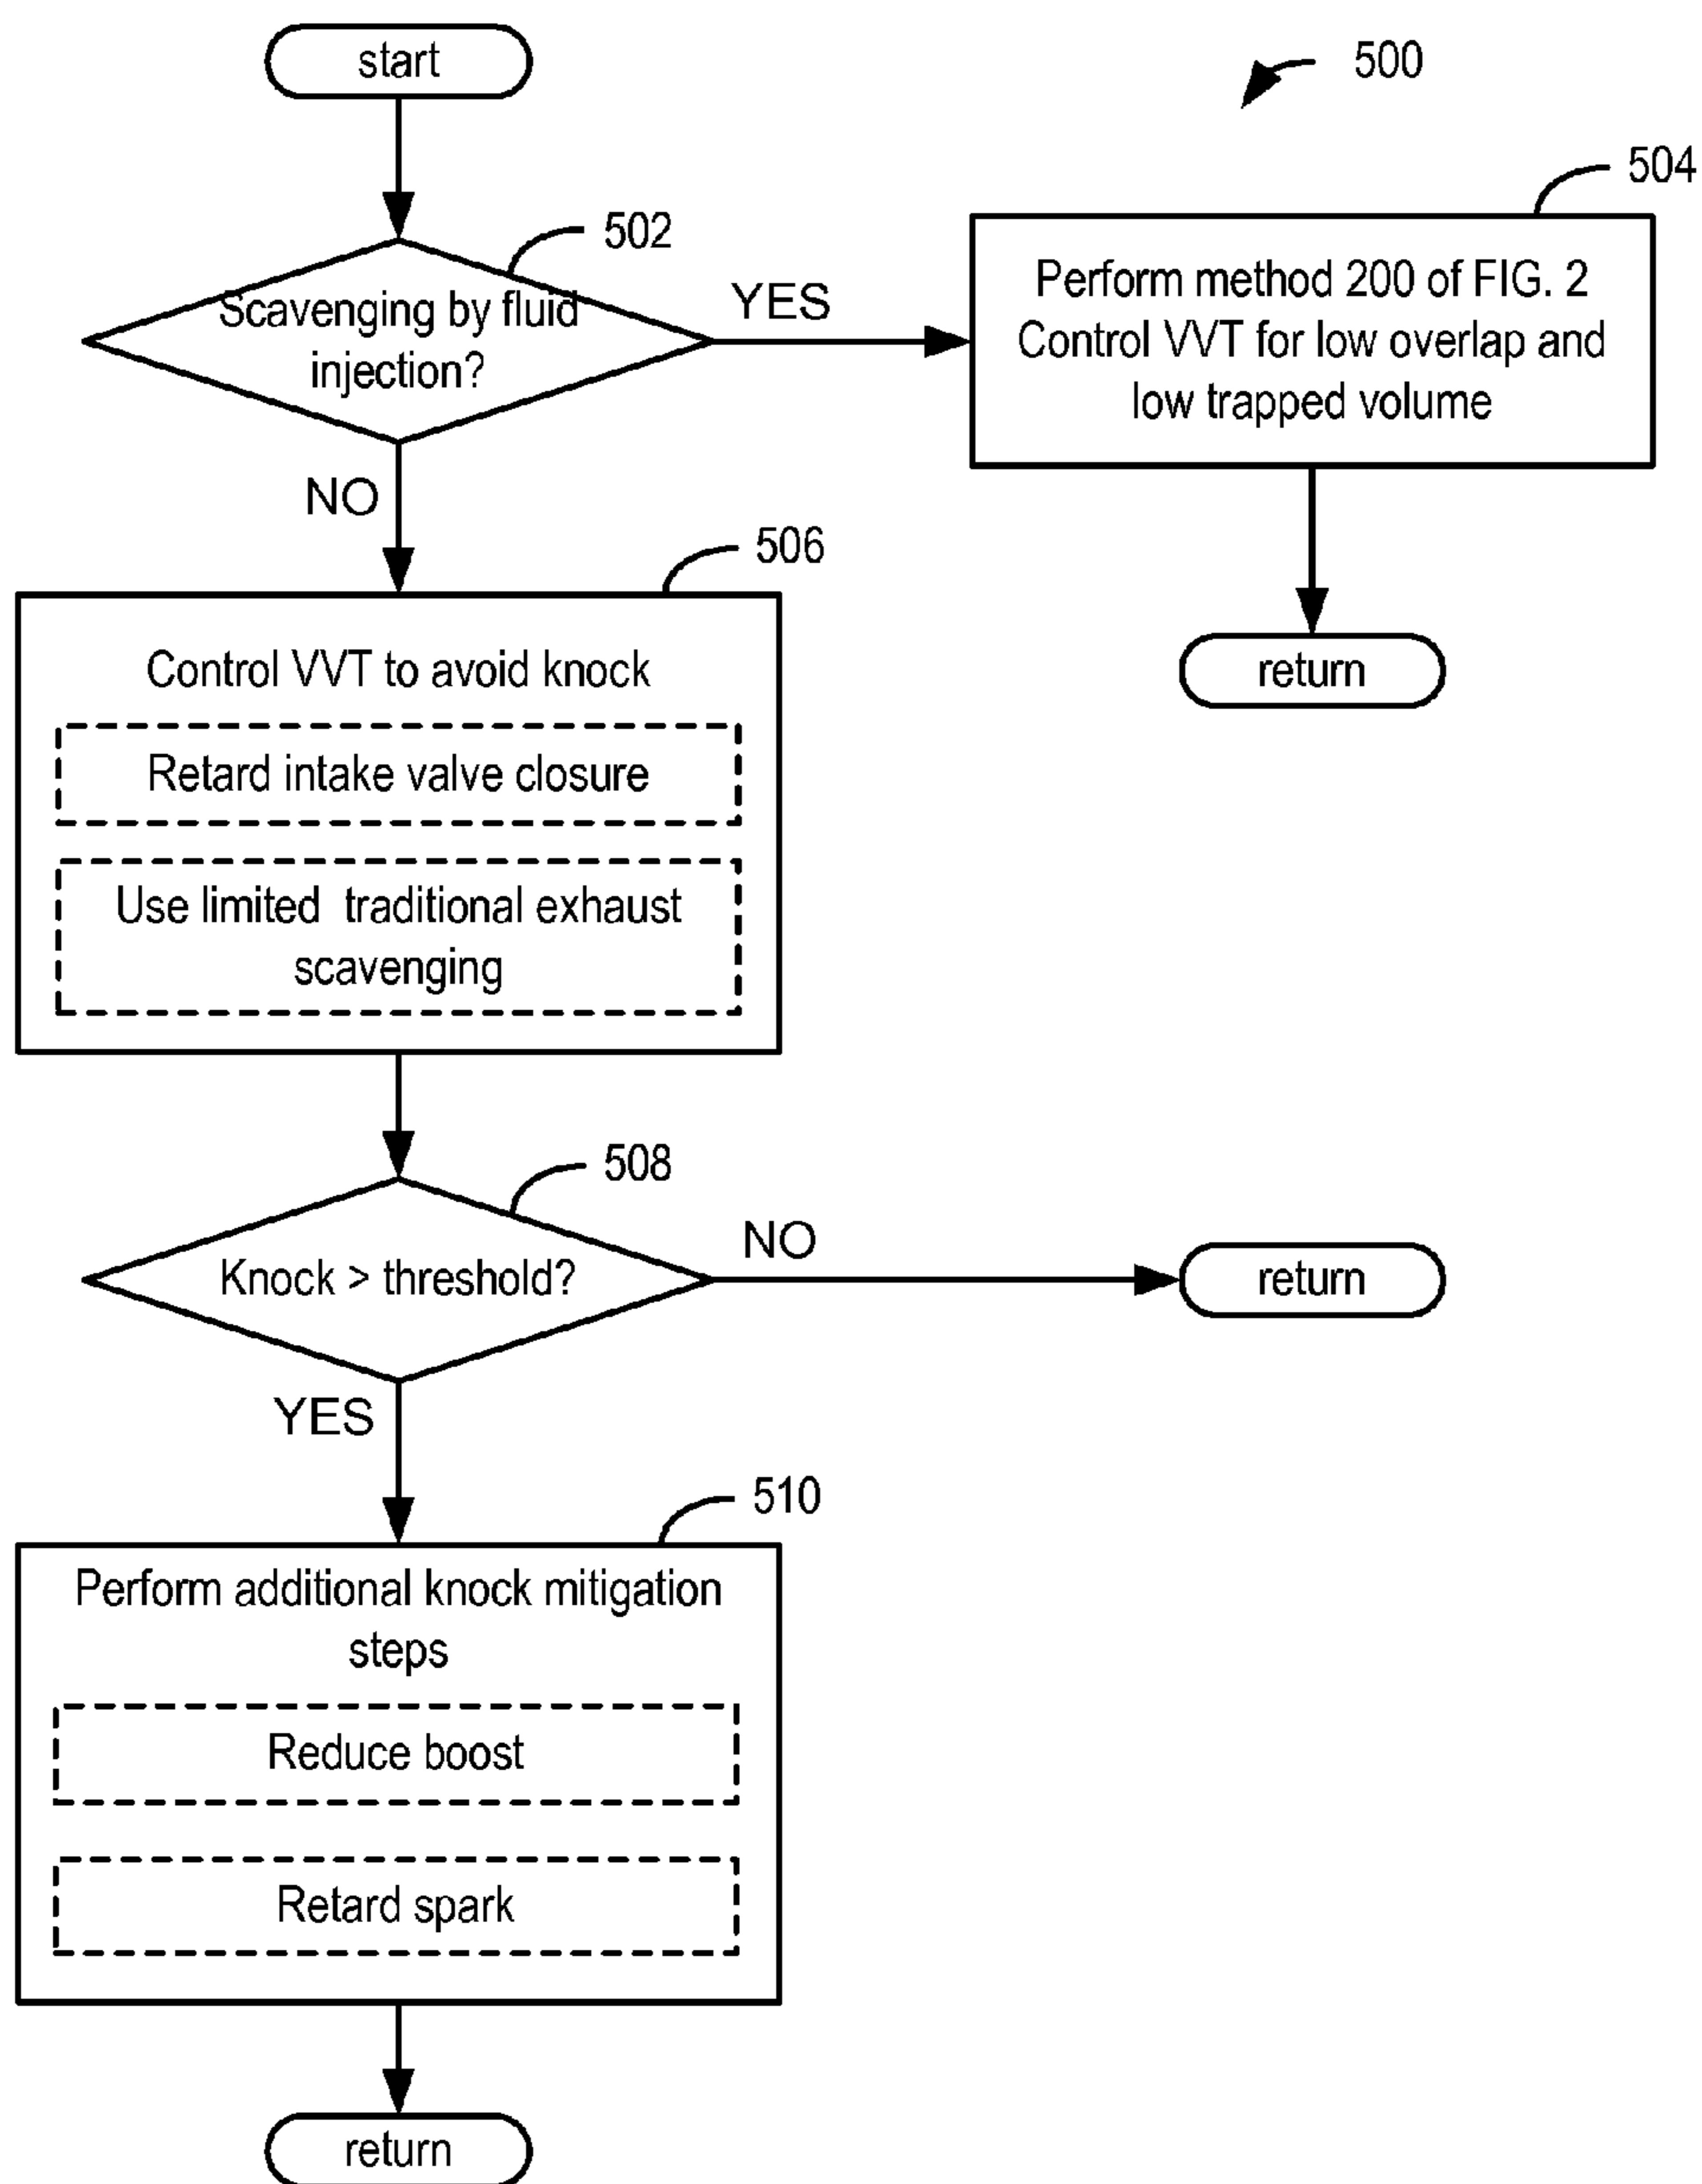 start
500
504
502
Scavenging by fluid
injection?
YES
Perform method 200 of FIG. 2
Control VVT for low overlap and
low trapped volume
NO
return
506
Control VVT to avoid knock
Retard intake valve closure
Use limited traditional exhaust
scavenging
508
Knock > threshold?
NO
return
YES
510
Perform additional knock mitigation
steps
Reduce boost
Retard spark
return